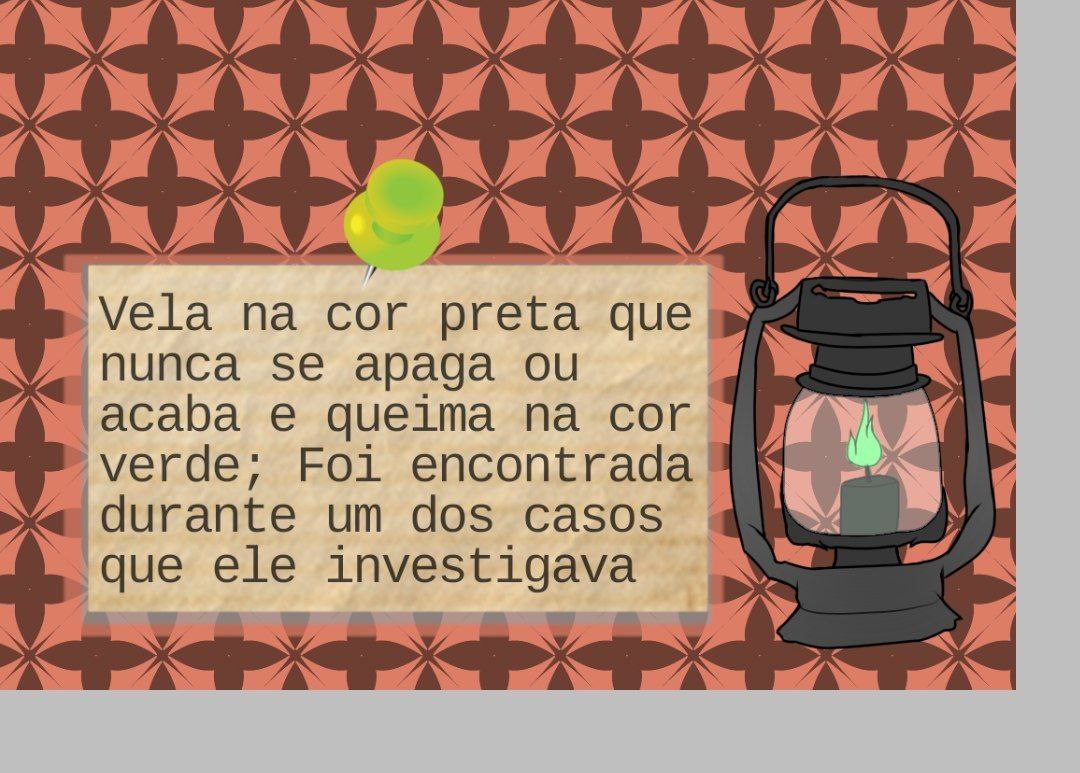 Vela na cor preta que
nunca se apaga ou
acaba e queima na cor
verde; Foi encontrada
durante um dos casos
que ele investigava